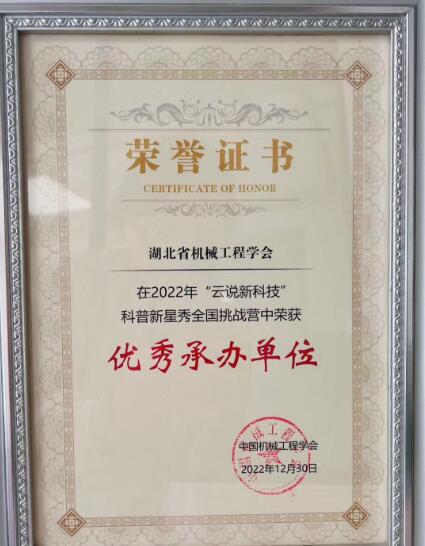 荣誉证书
CERTIFICATE OF HONOR
湖北省机械工程学会
在2022年“云说新科技”
科普新星秀全国挑战营中荣获
优秀承办单位
中国机械工程学会
2022年12月30日